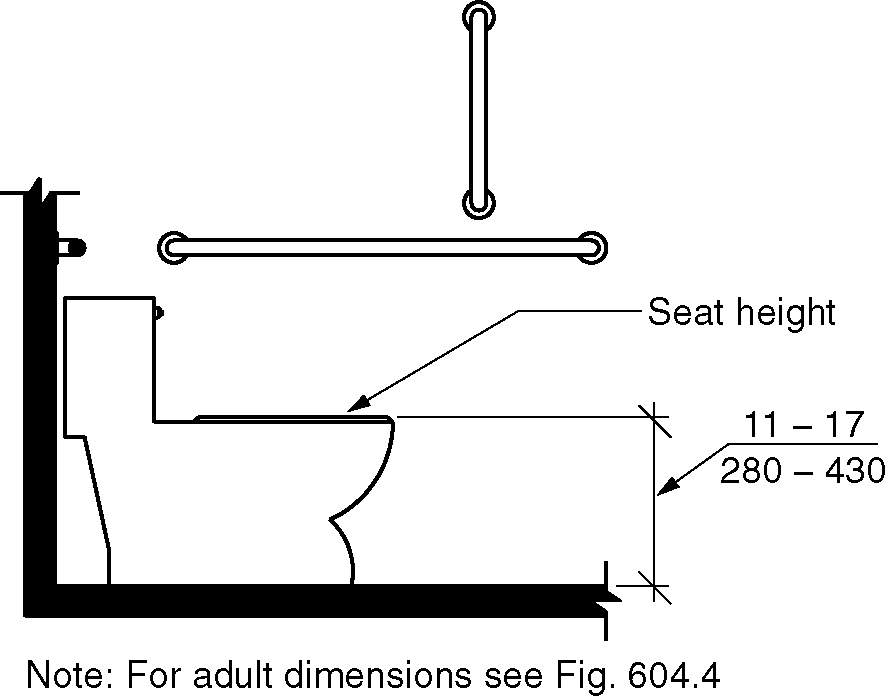 Seat height
11 – 17
280 – 430
Note: For adult dimensions see Fig. 604.4